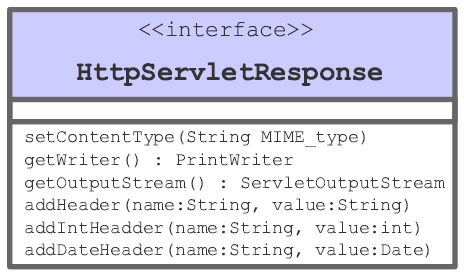 <<interface>>
HttpServletResponse
setContentType(String MIME_type)
getWriter() : PrintWriter
getOutputStream() : ServletOutputStream
addHeader(name:String, value:String)
addIntHeadder(name:String, value:int)
addDateHeader(name:String, value:Date)